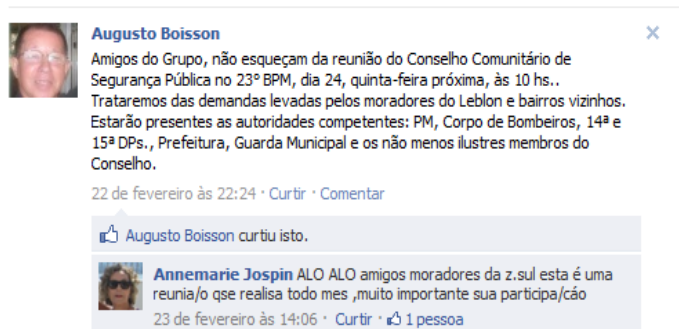 Augusto Boisson
Amigos do Grupo, não esqueçam da reunião do Conselho Comunitário de
Segurança Pública no 23º BPM, dia 24, quinta-feira próxima, às 10 hs..
Trataremos das demandas levadas pelos moradores do Leblon e bairros vizinhos.
Estarão presentes as autoridades competentes: PM, Corpo de Bombeiros, 14ª e
15ª DPs., Prefeitura, Guarda Municipal e os não menos ilustres membros do
Conselho.
22 de fevereiro às 22:24 · Curtir · Comentar
Augusto Boisson curtiu isto.
Annemarie Jospin ALO ALO amigos moradores da z.sul esta é uma
reunia/o qse realisa todo mes ,muito importante sua participa/cáo
23 de fevereiro às 14:06 · Curtir · 1 pessoa